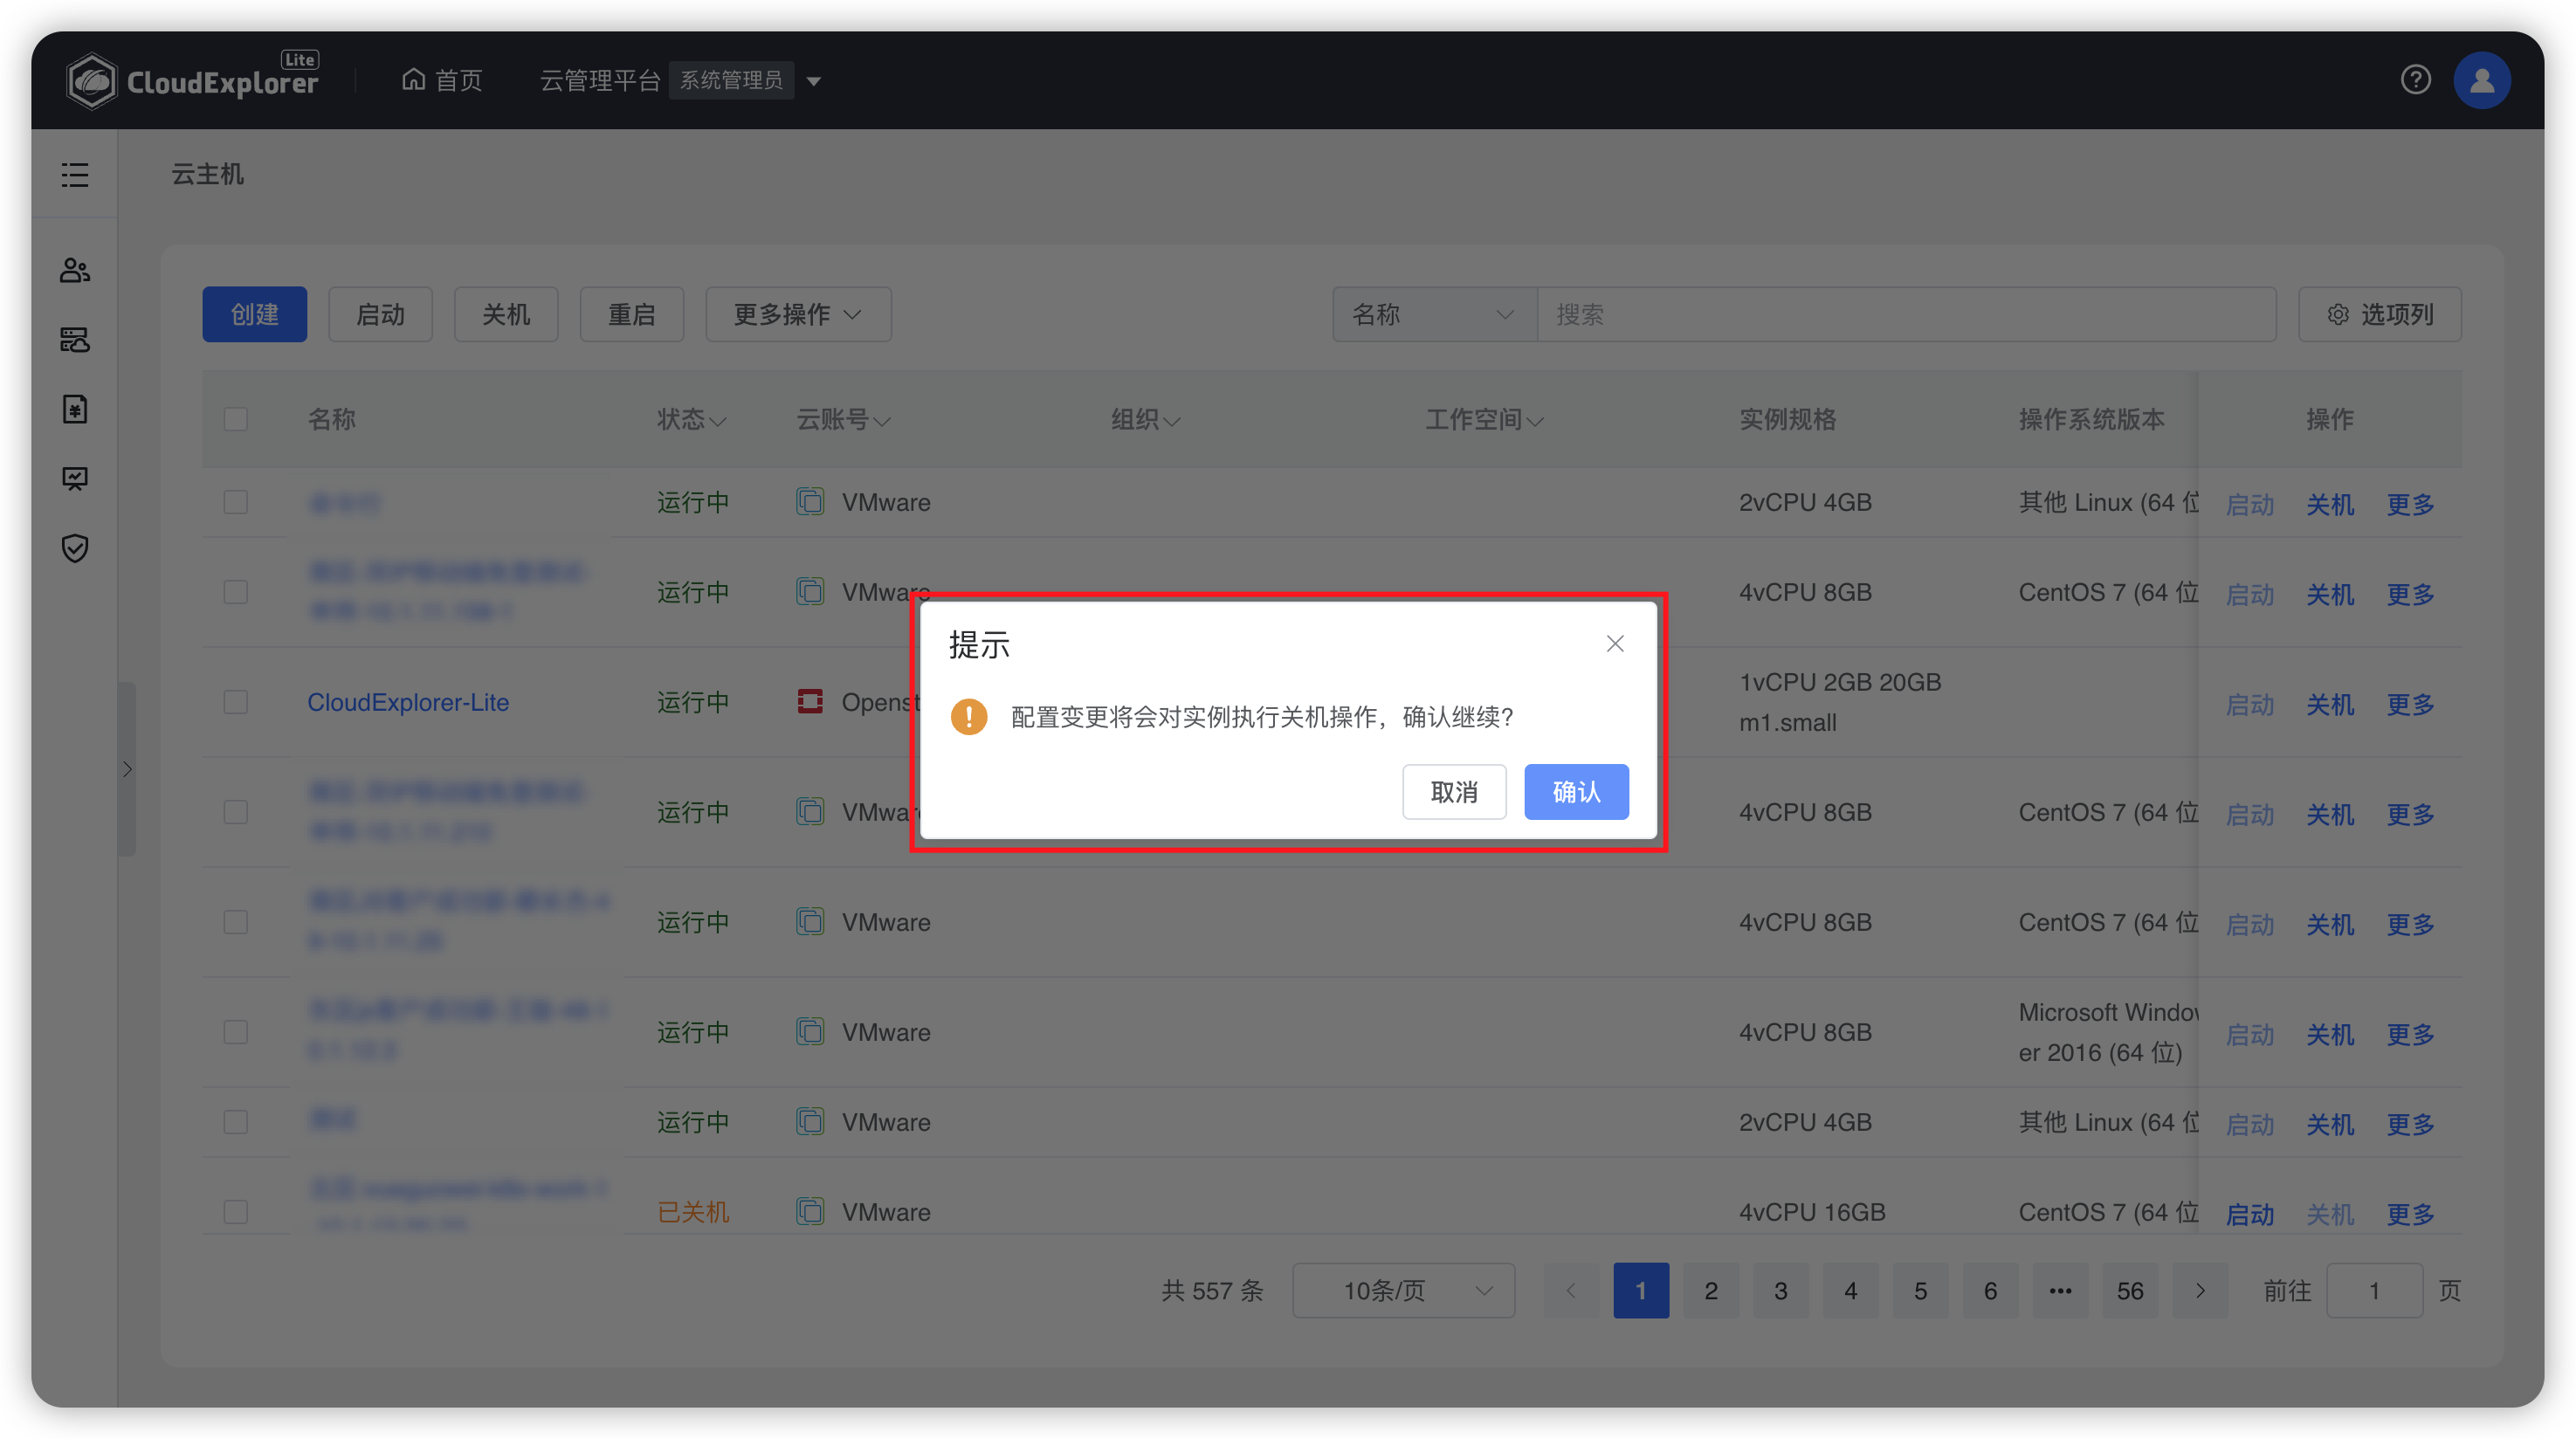 CloudExplorer Lite
首页
云管理平台 系统管理员
云主机
创建 启动 关机 重启 更多操作 名称 搜索 选项列
名称 状态 云账号 组织 工作空间 实例规格 操作系统版本 操作
运行中 VMware 2vCPU 4GB 其他 Linux (64 位 启动 关机 更多
运行中 VMware 4vCPU 8GB CentOS 7 (64 位 启动 关机 更多
CloudExplorer-Lite 运行中 Openst 1vCPU 2GB 20GB 启动 关机 更多
m1.small
运行中 VMware 4vCPU 8GB CentOS 7 (64 位 启动 关机 更多
运行中 VMware 4vCPU 8GB CentOS 7 (64 位 启动 关机 更多
运行中 VMware 4vCPU 8GB Microsoft Window 启动 关机 更多
er 2016 (64 位)
运行中 VMware 2vCPU 4GB 其他 Linux (64 位 启动 关机 更多
已关机 VMware 4vCPU 16GB CentOS 7 (64 位 启动 关机 更多
提示
配置变更将会对实例执行关机操作，确认继续?
取消 确认
共 557 条 10条/页 1 2 3 4 5 6 ••• 56 前往 1 页